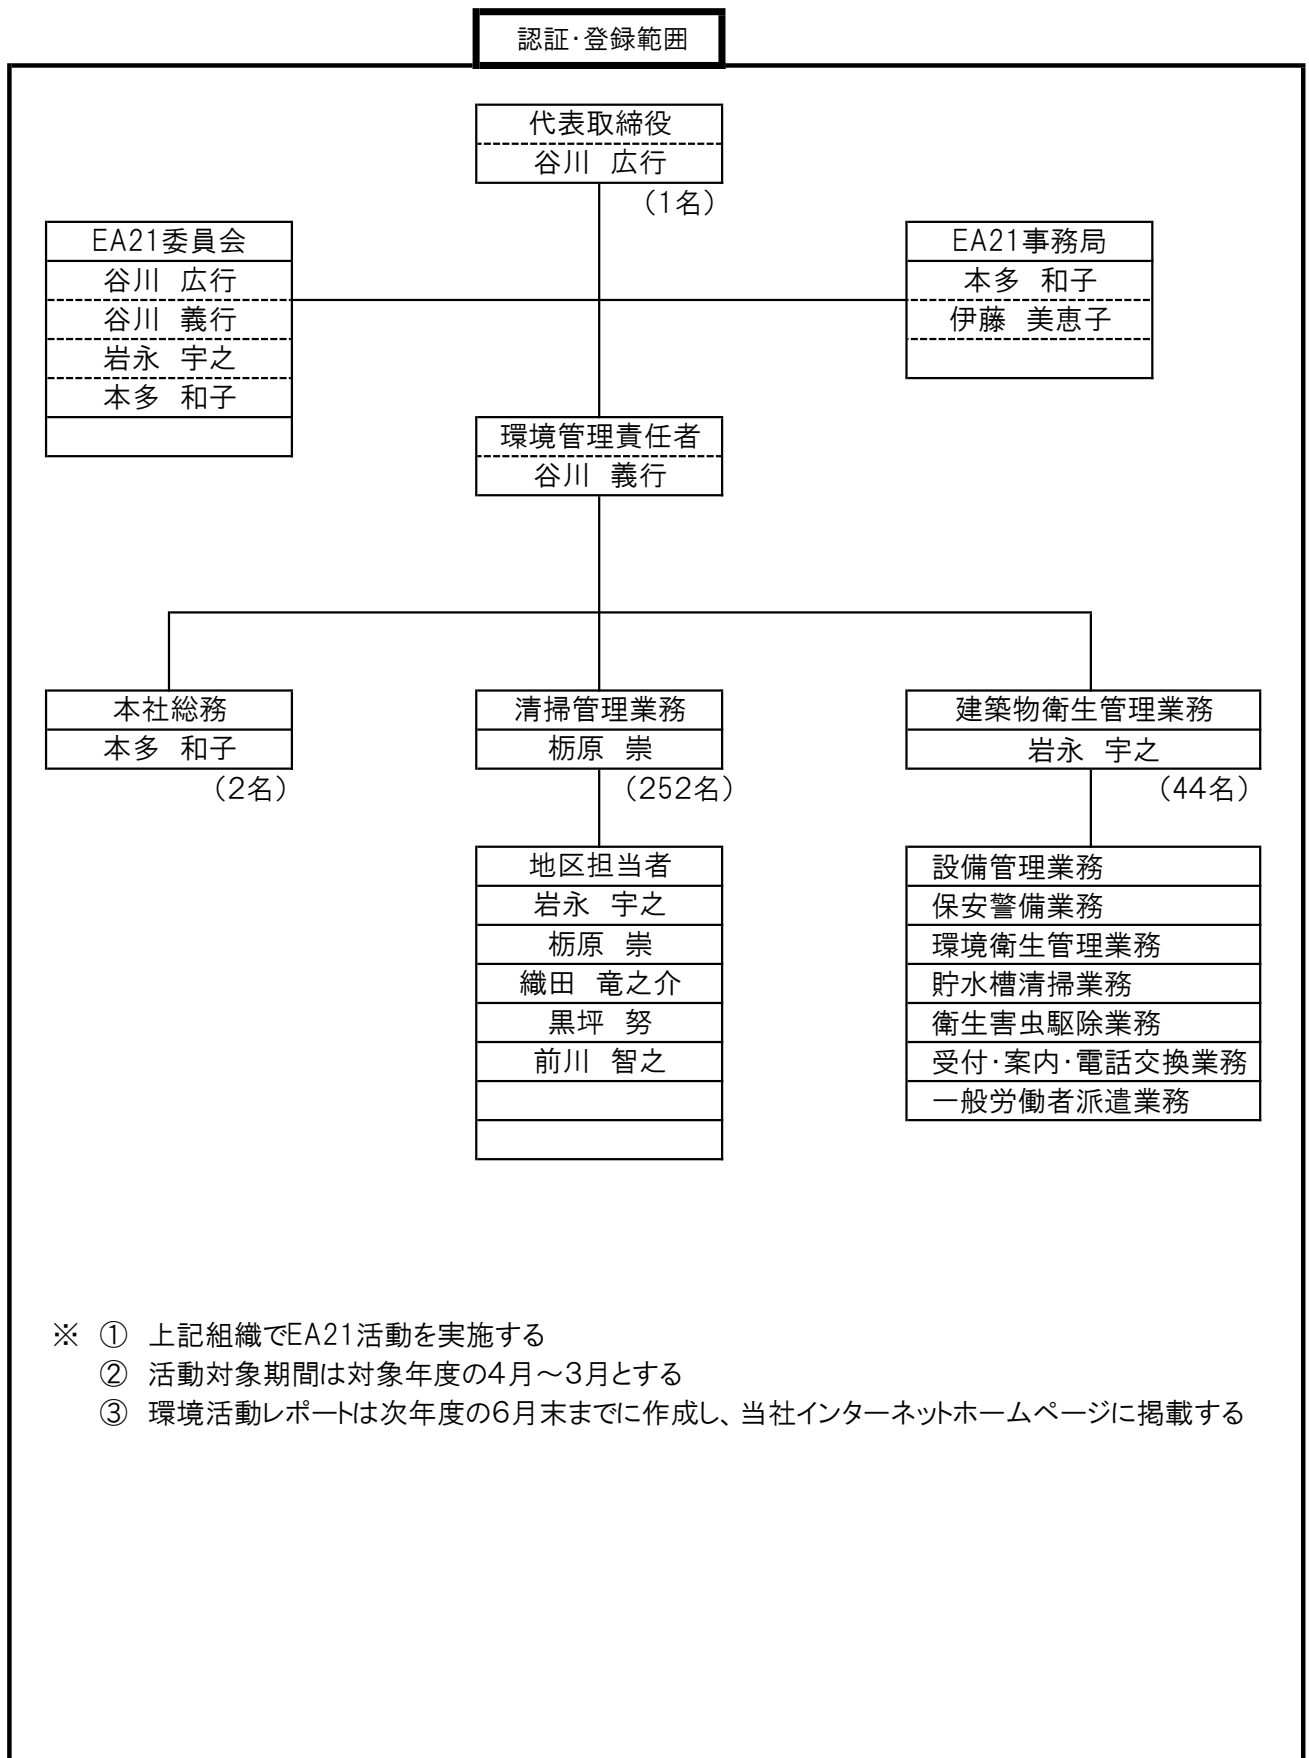 認証・登録範囲
代表取締役
谷川 広行
(1名)
EA21委員会
谷川 広行
谷川 義行
岩永 宇之
本多 和子
EA21事務局
本多 和子
伊藤 美恵子
環境管理責任者
谷川 義行
本社総務
本多 和子
(2名)
清掃管理業務
栃原 崇
(252名)
建築物衛生管理業務
岩永 宇之
(44名)
地区担当者
岩永 宇之
栃原 崇
織田 竜之介
黒坪 努
前川 智之
設備管理業務
保安警備業務
環境衛生管理業務
貯水槽清掃業務
衛生害虫駆除業務
受付・案内・電話交換業務
一般労働者派遣業務
※ ① 上記組織でEA21活動を実施する
② 活動対象期間は対象年度の4月～3月とする
③ 環境活動レポートは次年度の6月末までに作成し、当社インターネットホームページに掲載する